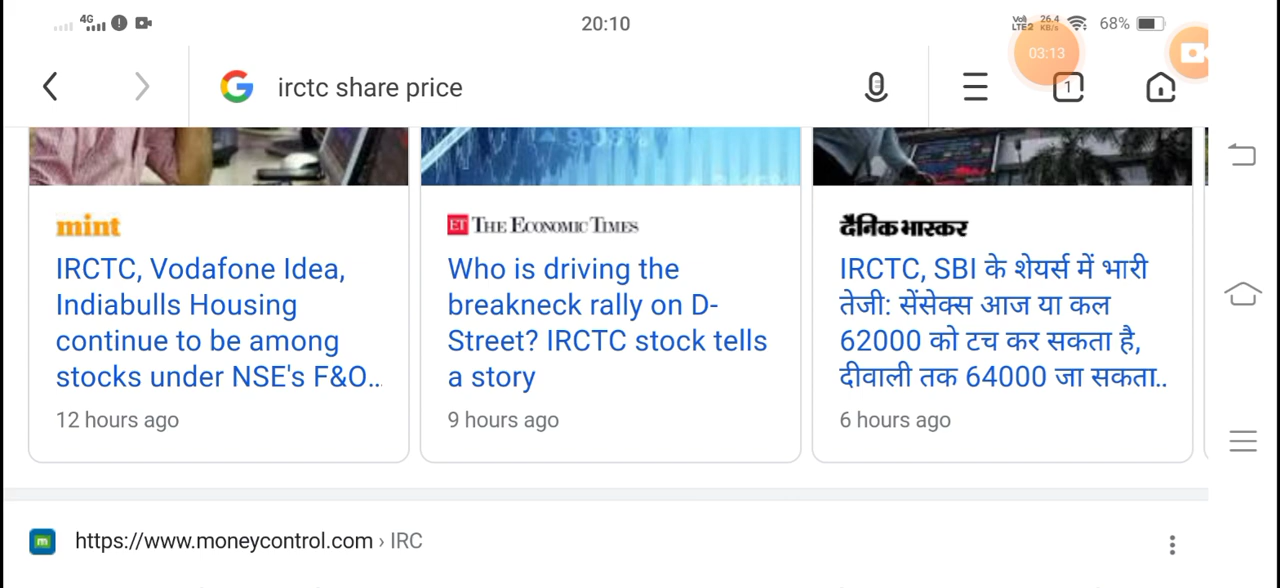 4G
20:10
Vo)
LTE2
26.4
KB/s
68%
03:13
irctc share price
1
mint
IRCTC, Vodafone Idea,
Indiabulls Housing
continue to be among
stocks under NSE's F&O..
12 hours ago
ET THE ECONOMIC TIMES
Who is driving the
breakneck rally on D-
Street? IRCTC stock tells
a story
9 hours ago
दैनिक भास्कर
IRCTC, SBI के शेयर्स में भारी
तेजी: सेंसेक्स आज या कल
62000 को टच कर सकता है,
दीवाली तक 64000 जा सकता..
6 hours ago
m
https://www.moneycontrol.com › IRC